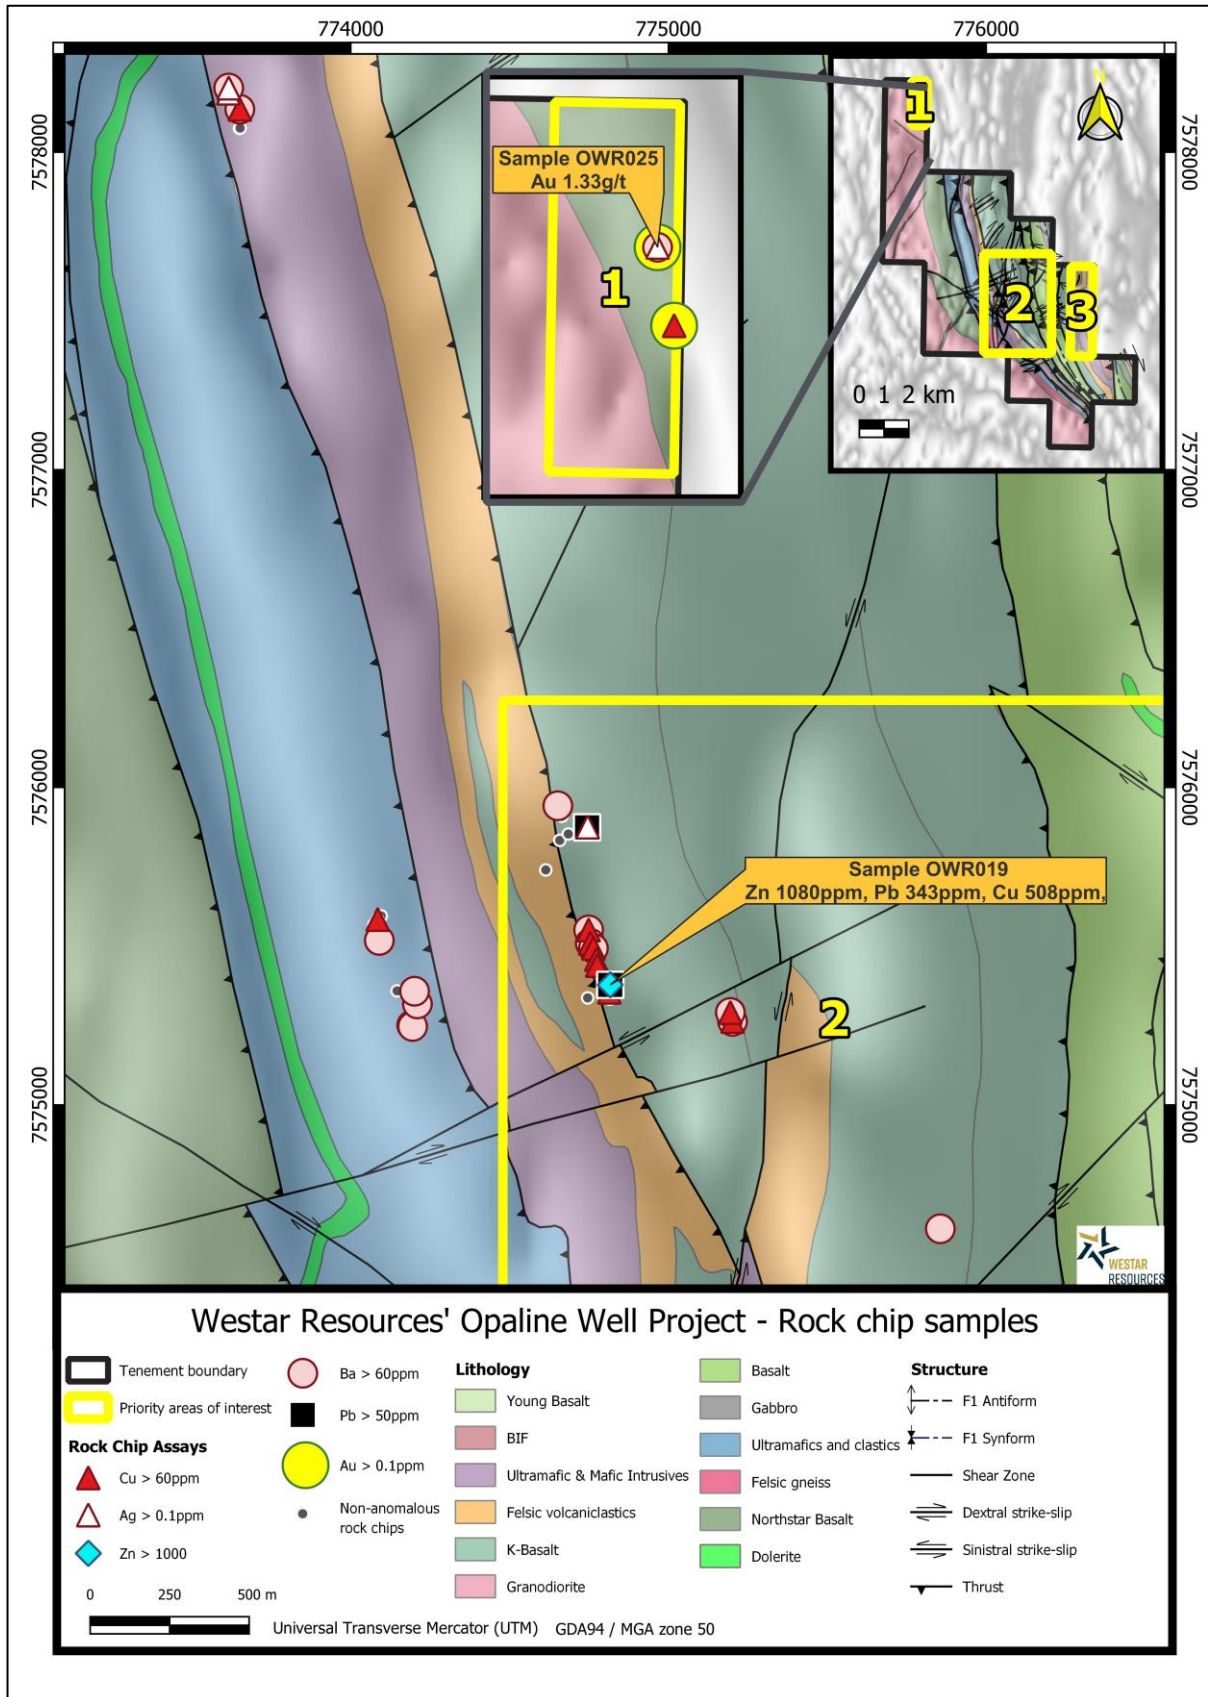 774000
775000
776000
7578000
7577000
7576000
7575000
7578000
7577000
7576000
7575000
Sample OWR025
Au 1.33g/t
1
N
1
2
3
0 1 2 km
Sample OWR019
Zn 1080ppm, Pb 343ppm, Cu 508ppm,
2
WESTAR
RESOURCES
Westar Resources' Opaline Well Project - Rock chip samples
Tenement boundary
Priority areas of interest
Rock Chip Assays
Cu > 60ppm
Ag > 0.1ppm
Zn > 1000
Ba > 60ppm
Pb > 50ppm
Au > 0.1ppm
Non-anomalous
rock chips
Lithology
Young Basalt
BIF
Ultramafic & Mafic Intrusives
Felsic volcaniclastics
K-Basalt
Granodiorite
Basalt
Gabbro
Ultramafics and clastics
Felsic gneiss
Northstar Basalt
Dolerite
Structure
F1 Antiform
F1 Synform
Shear Zone
Dextral strike-slip
Sinistral strike-slip
Thrust
0 250 500 m
Universal Transverse Mercator (UTM) GDA94 / MGA zone 50